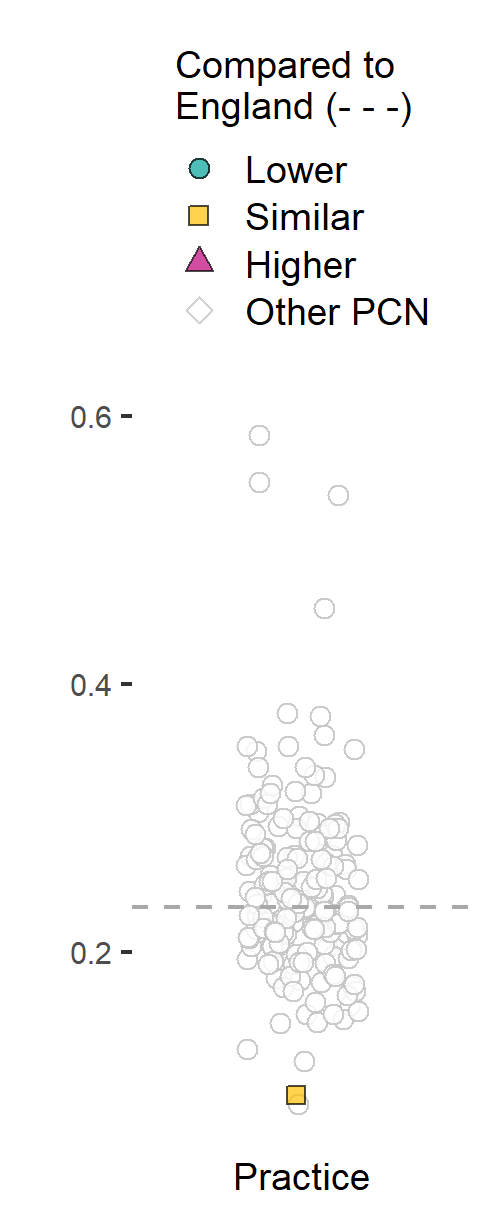 Compared to
England (- - -)
Lower
Similar
Higher
Other PCN
0.6
0.4
0.2
Practice